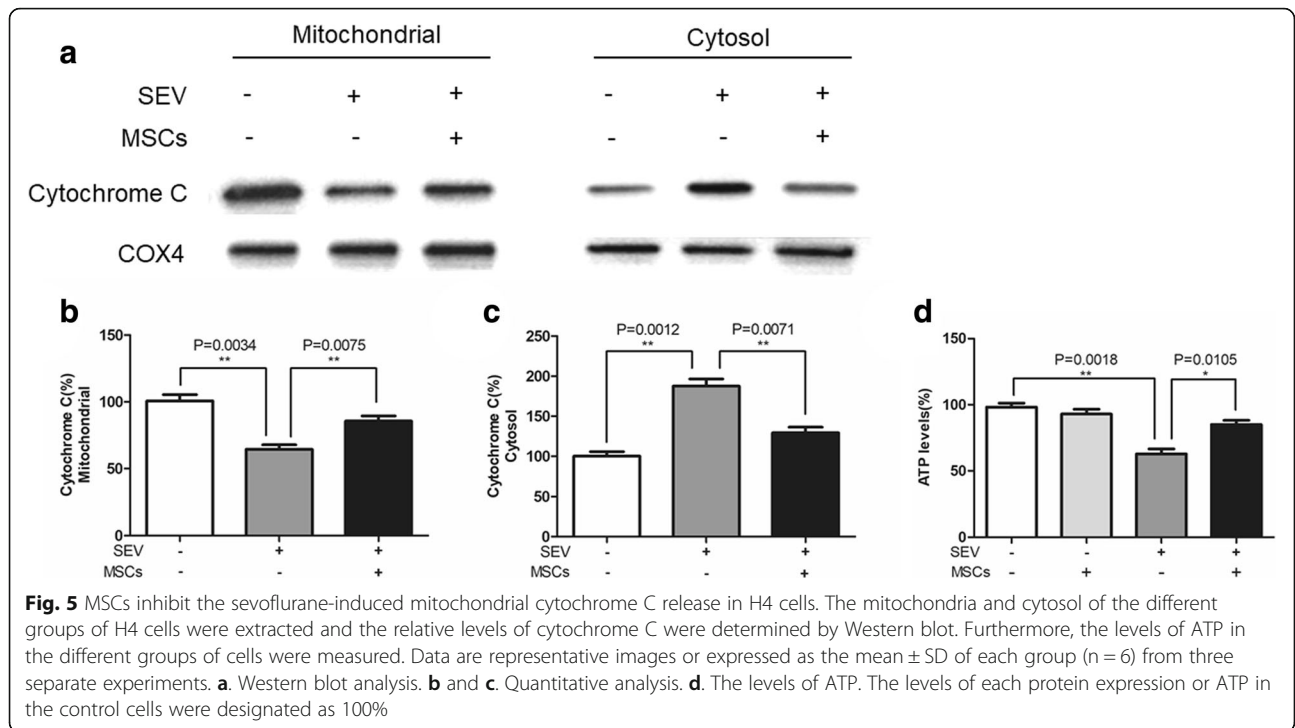 a
Mitochondrial Cytosol
SEV - + + - + +
MSCs - - + - - +
Cytochrome C
COX4
b
Cytochrome C(%)
Mitochondrial
150
100
50
0
P=0.0034
**
P=0.0075
**
SEV - + +
MSCs - - +
c
Cytochrome C(%)
Cytosol
250
200
150
100
50
0
P=0.0012
**
P=0.0071
**
SEV - + +
MSCs - - +
d
ATP levels(%)
150
100
50
0
P=0.0018
**
P=0.0105
*
SEV - - + +
MSCs - + - +
Fig. 5 MSCs inhibit the sevoflurane-induced mitochondrial cytochrome C release in H4 cells. The mitochondria and cytosol of the different
groups of H4 cells were extracted and the relative levels of cytochrome C were determined by Western blot. Furthermore, the levels of ATP in
the different groups of cells were measured. Data are representative images or expressed as the mean ± SD of each group (n = 6) from three
separate experiments. a. Western blot analysis. b and c. Quantitative analysis. d. The levels of ATP. The levels of each protein expression or ATP in
the control cells were designated as 100%